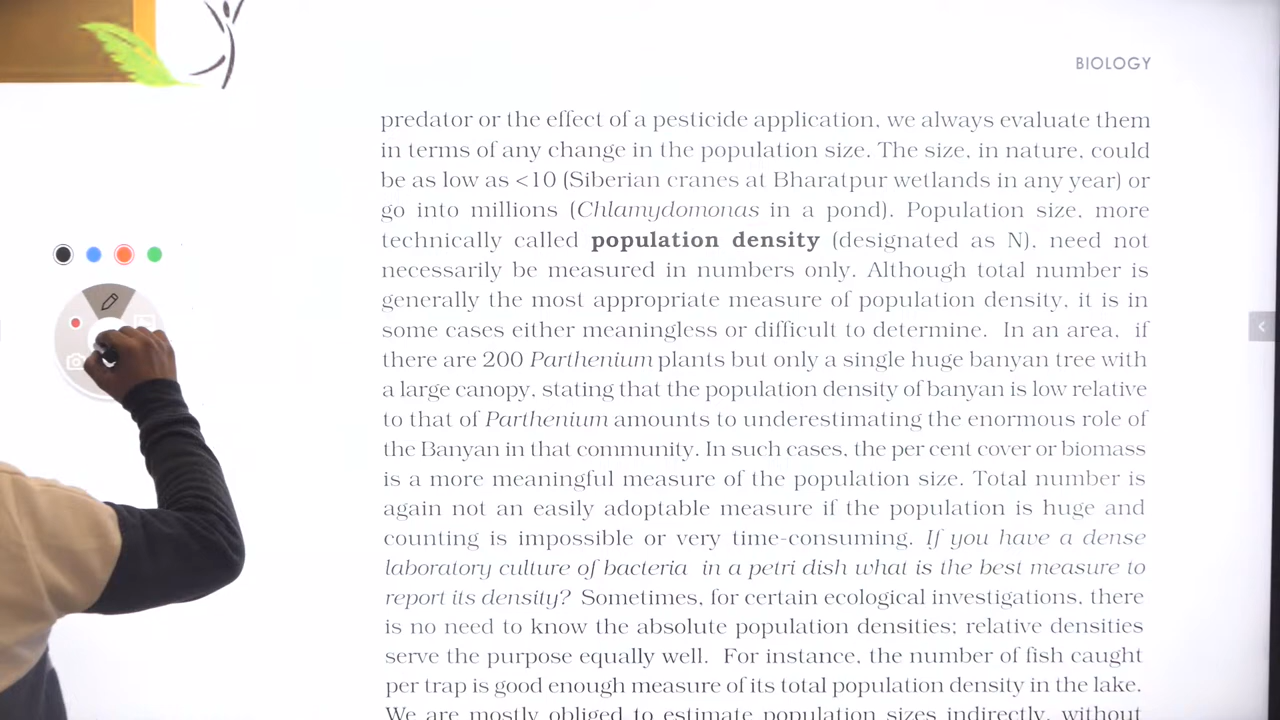 BIOLOGY
predator or the effect of a pesticide application, we always evaluate them
in terms of any change in the population size. The size, in nature, could
be as low as <10 (Siberian cranes at Bharatpur wetlands in any year) or
go into millions (Chlamydomonas in a pond). Population size, more
technically called population density (designated as N), need not
necessarily be measured in numbers only. Although total number is
generally the most appropriate measure of population density, it is in
some cases either meaningless or difficult to determine. In an area, if
there are 200 Parthenium plants but only a single huge banyan tree with
a large canopy, stating that the population density of banyan is low relative
to that of Parthenium amounts to underestimating the enormous role of
the Banyan in that community. In such cases, the per cent cover or biomass
is a more meaningful measure of the population size. Total number is
again not an easily adoptable measure if the population is huge and
counting is impossible or very time-consuming. If you have a dense
laboratory culture of bacteria in a petri dish what is the best measure to
report its density? Sometimes, for certain ecological investigations, there
is no need to know the absolute population densities; relative densities
serve the purpose equally well. For instance, the number of fish caught
per trap is good enough measure of its total population density in the lake.
We are mostly obliged to estimate population sizes indirectly, without